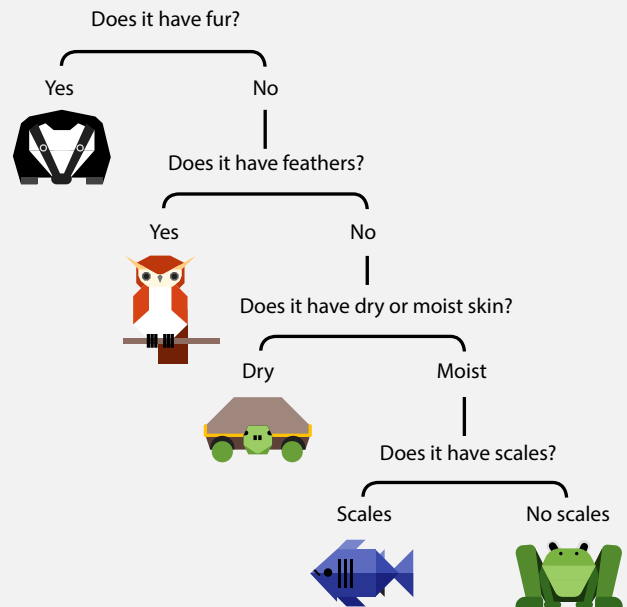 Does it have fur?
Yes
No
Does it have feathers?
Yes
No
Does it have dry or moist skin?
Dry
Moist
Does it have scales?
Scales
No scales